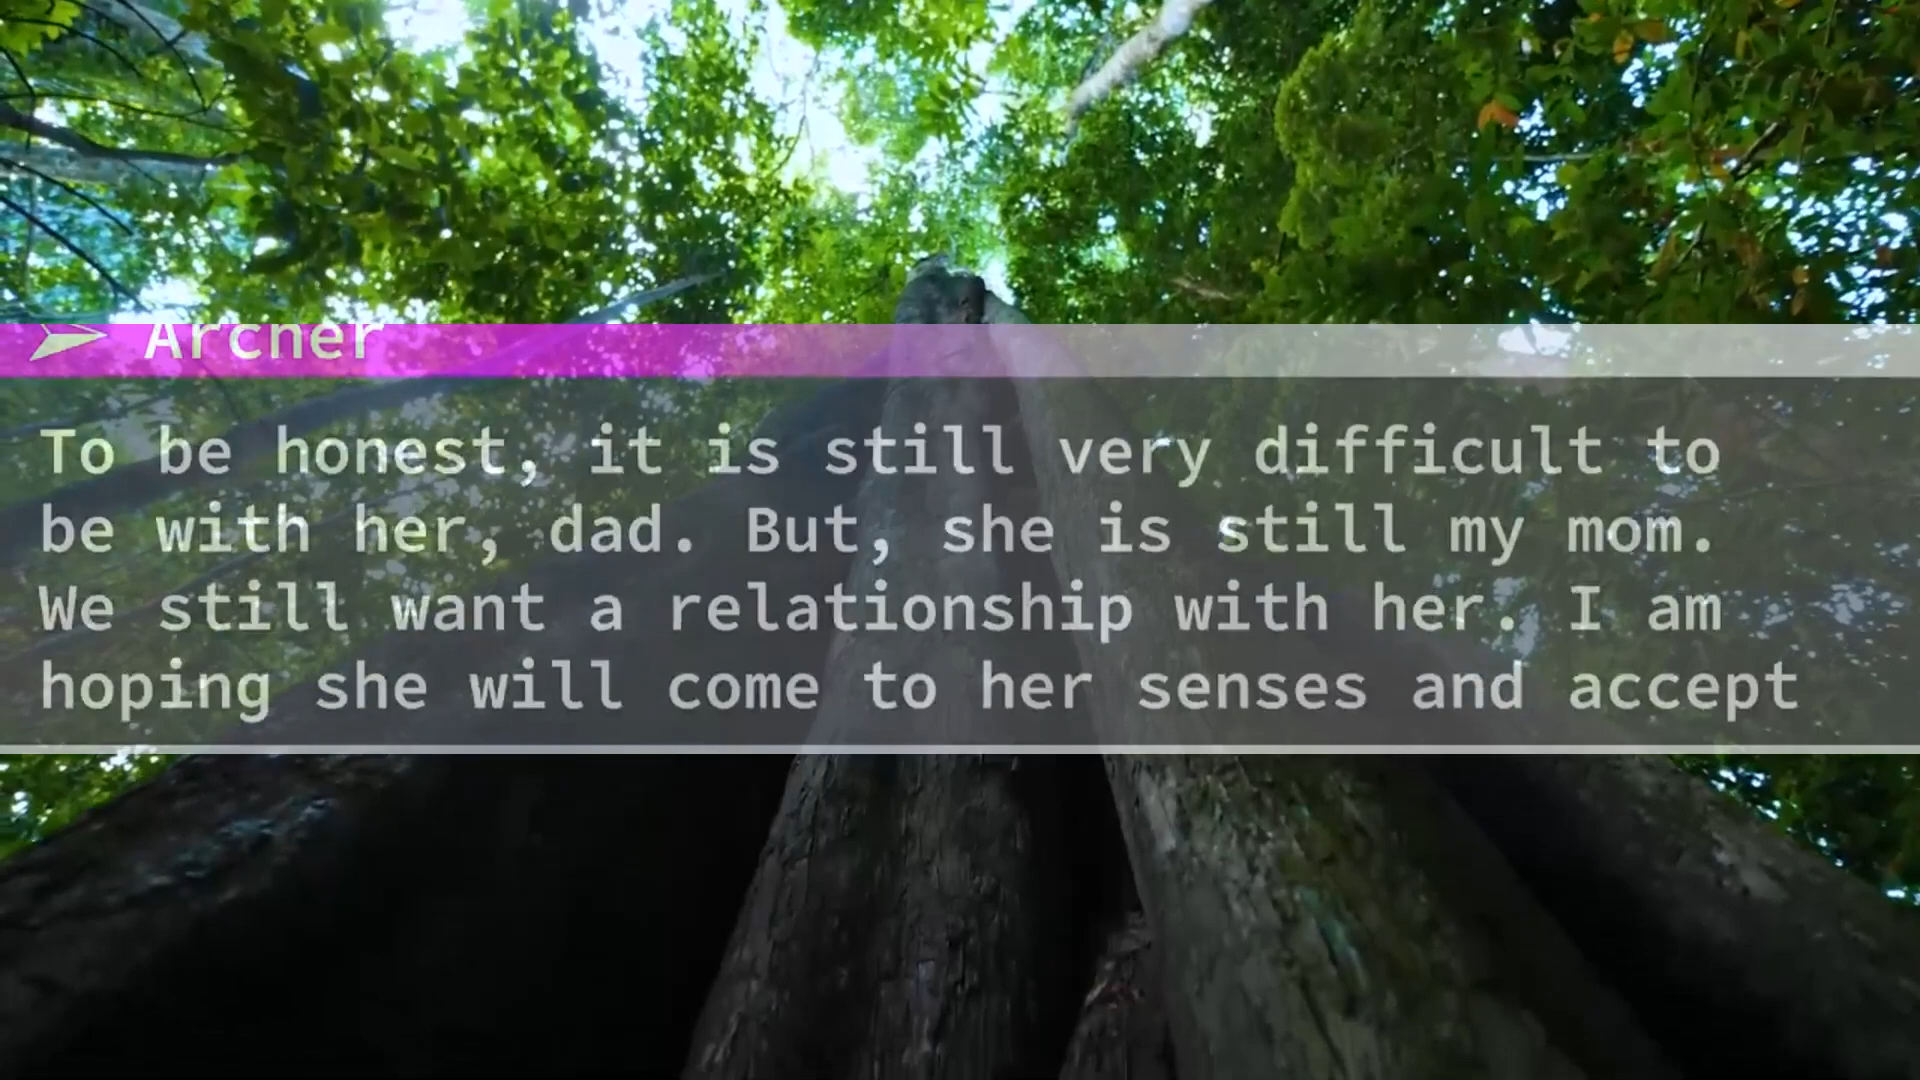 Archer
To be honest, it is still very difficult to
be with her, dad. But, she is still my mom.
We still want a relationship with her. I am
hoping she will come to her senses and accept